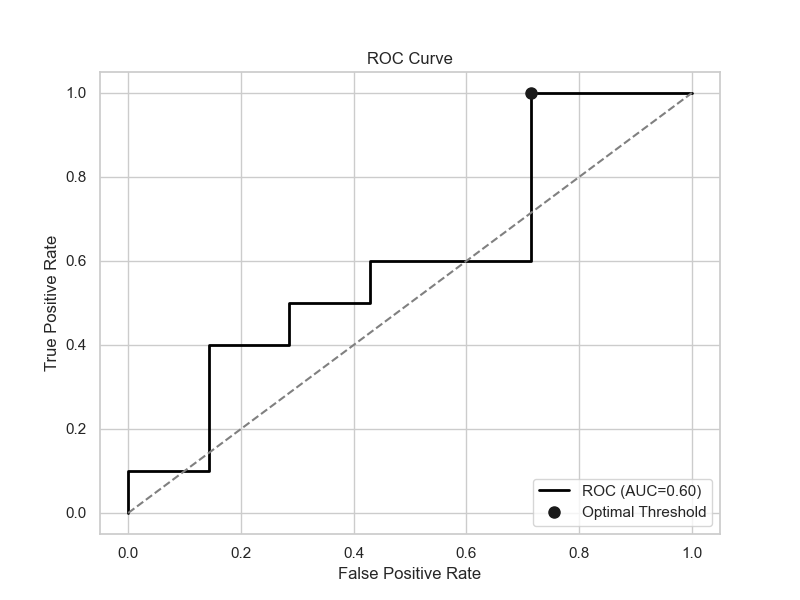 ROC Curve
1.0
0.8
0.6
0.4
0.2
0.0
True Positive Rate
0.0 0.2 0.4 0.6 0.8 1.0
False Positive Rate
ROC (AUC=0.60)
Optimal Threshold